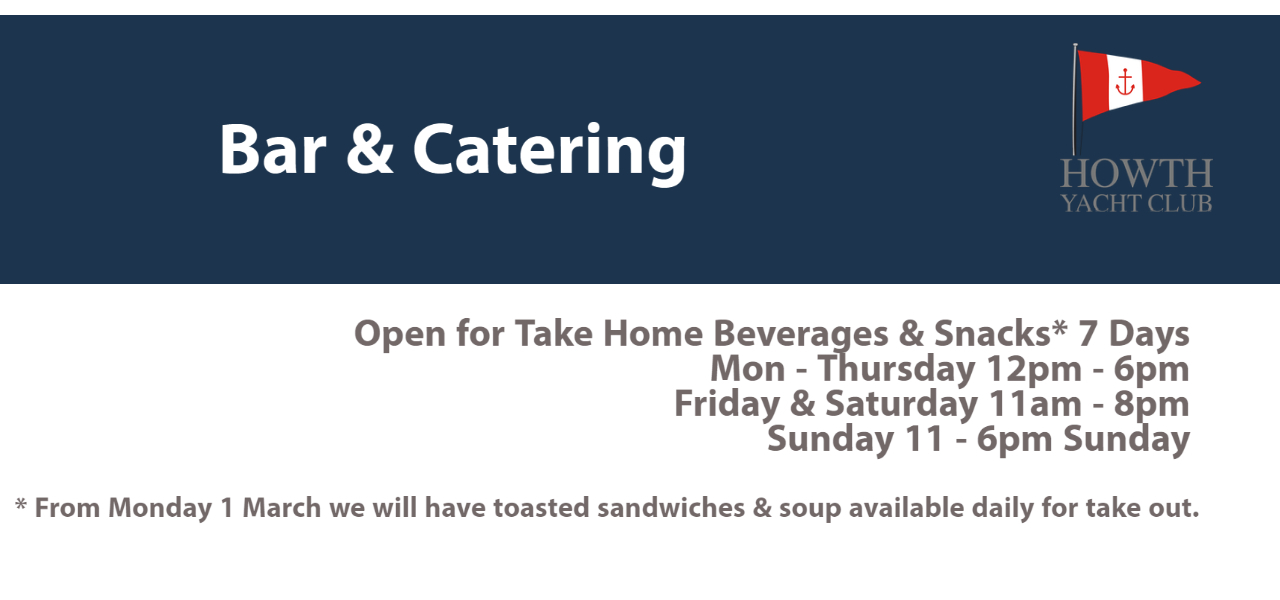 Bar & Catering
HOWTH
YACHT CLUB
Open for Take Home Beverages & Snacks* 7 Days
Mon - Thursday 12pm - 6pm
Friday & Saturday 11am - 8pm
Sunday 11 - 6pm Sunday
* From Monday 1 March we will have toasted sandwiches & soup available daily for take out.